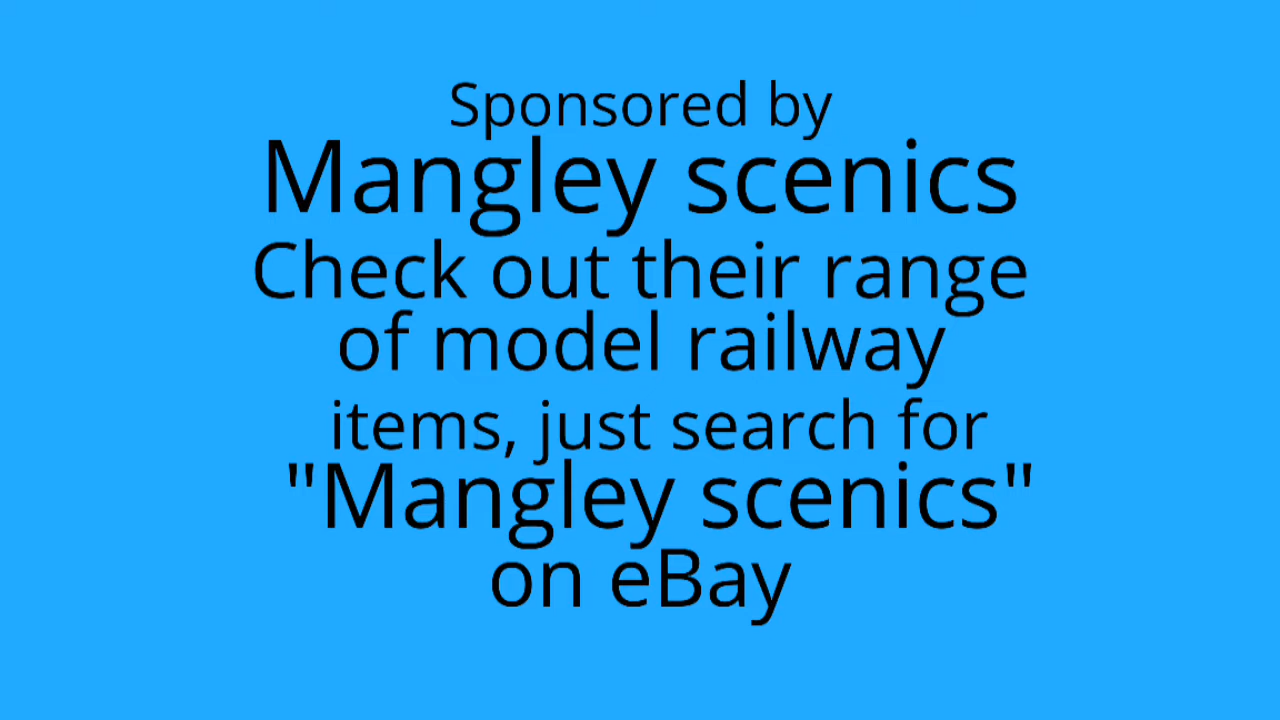 Sponsored by
Mangley scenics
Check out their range
of model railway
items, just search for
"Mangley scenics"
on eBay